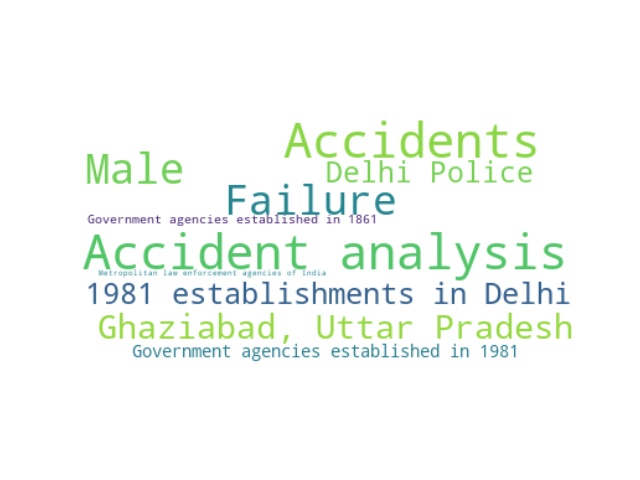 Accidents
Male
Delhi Police
Failure
Government agencies established in 1861
Accident analysis
Metropolitan law enforcement agencies of India
1981 establishments in Delhi
Ghaziabad, Uttar Pradesh
Government agencies established in 1981